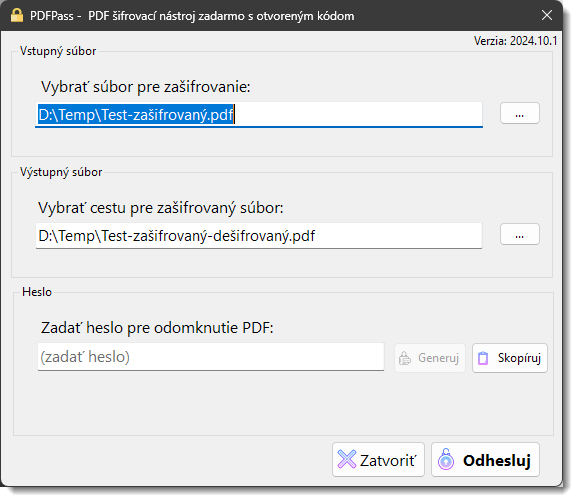 PDFPass - PDF šifrovací nástroj zadarmo s otvoreným kódom
Verzia: 2024.10.1
Vstupný súbor
Vybrať súbor pre zašifrovanie:
D:\Temp\Test-zašifrovaný.pdf
...
Výstupný súbor
Vybrať cestu pre zašifrovaný súbor:
D:\Temp\Test-zašifrovaný-dešifrovaný.pdf
...
Heslo
Zadať heslo pre odomknutie PDF:
(zadať heslo)
Generuj
Skopíruj
Zatvoriť
Odhesluj